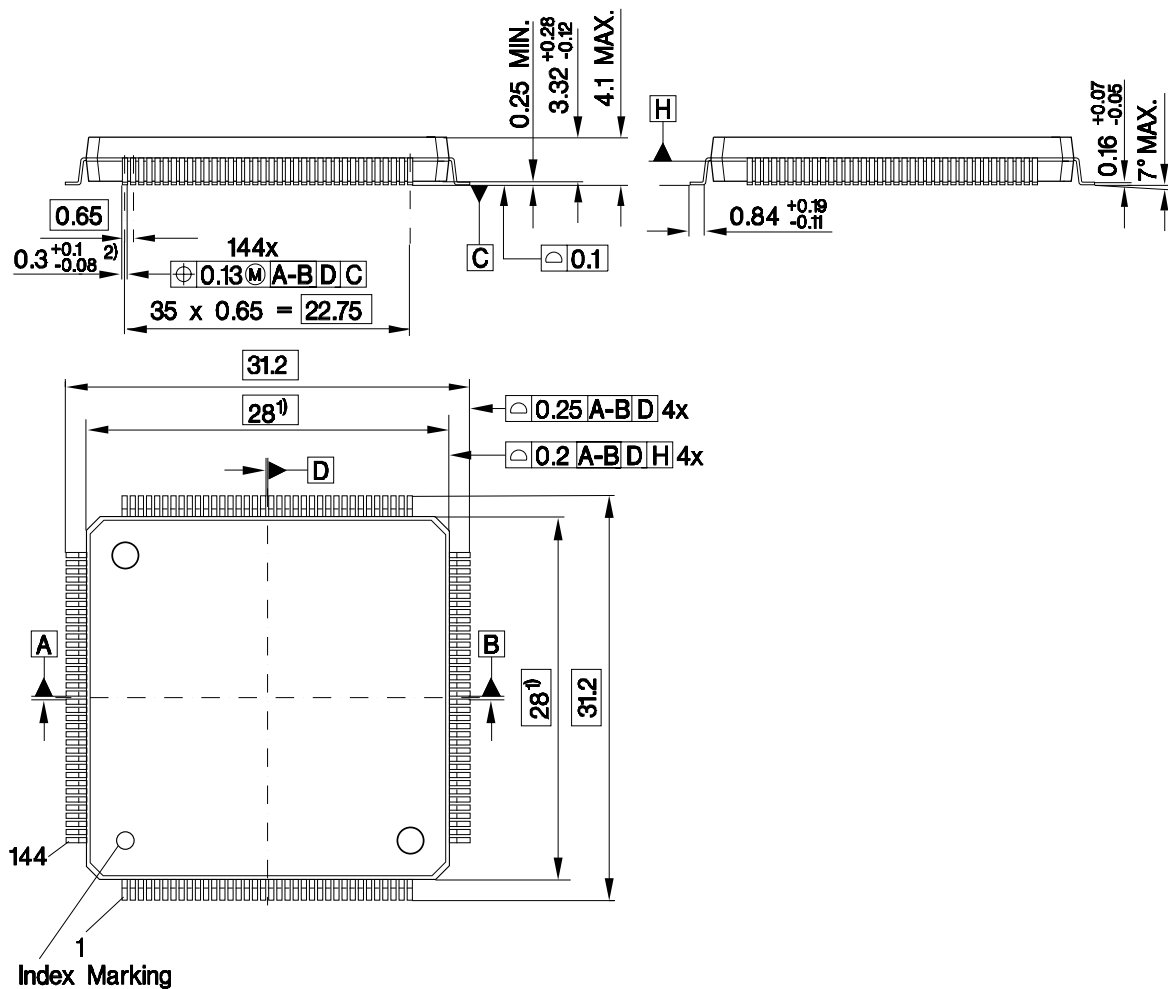 0.25 MIN.
3.32 +0.28 -0.12
4.1 MAX.
H
0.16 +0.07 -0.05
7° MAX.
0.65
0.3 +0.1 -0.08 2)
144x
⌖ 0.13 Ⓜ A-B D C
C
⌓ 0.1
0.84 +0.19 -0.11
35 x 0.65 = 22.75
31.2
28 1)
⌓ 0.25 A-B D 4x
⌓ 0.2 A-B D H 4x
D
A
B
28 1)
31.2
144
1
Index Marking